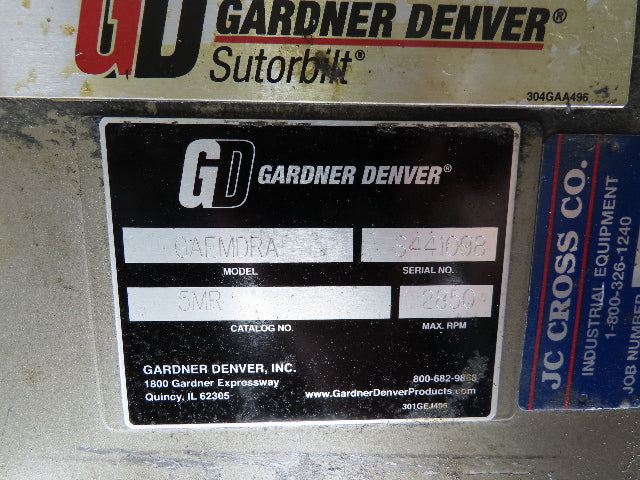 GD GARDNER DENVER®
Sutorbilt®
304GAA496
GD GARDNER DENVER®
GAEMDRA
MODEL
3441098
SERIAL NO.
5MR
CATALOG NO.
2850
MAX. RPM
GARDNER DENVER, INC.
1800 Gardner Expressway
Quincy, IL 62305
800-682-9868
www.GardnerDenverProducts.com
301GEJ496
JC CROSS CO.
INDUSTRIAL EQUIPMENT
1-800-326-1240
JOB NUMBER